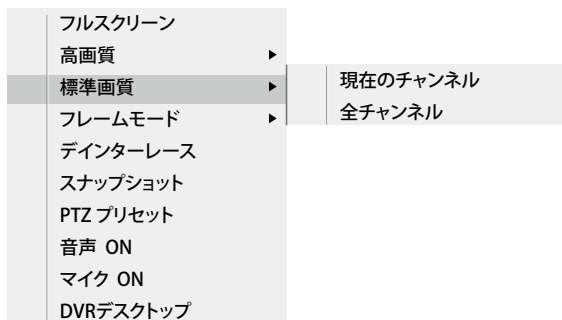 フルスクリーン
高画質
標準画質
フレームモード
デインターレース
スナップショット
PTZ プリセット
音声 ON
マイク ON
DVRデスクトップ
現在のチャンネル
全チャンネル